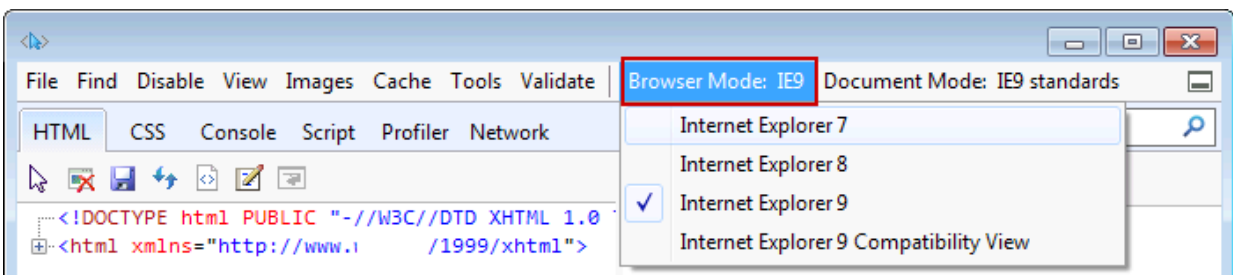 File Find Disable View Images Cache Tools Validate Browser Mode: IE9 Document Mode: IE9 standards
HTML CSS Console Script Profiler Network
Internet Explorer 7
Internet Explorer 8
Internet Explorer 9
Internet Explorer 9 Compatibility View
<!DOCTYPE html PUBLIC "-//W3C//DTD XHTML 1.0
<html xmlns="http://www. /1999/xhtml">